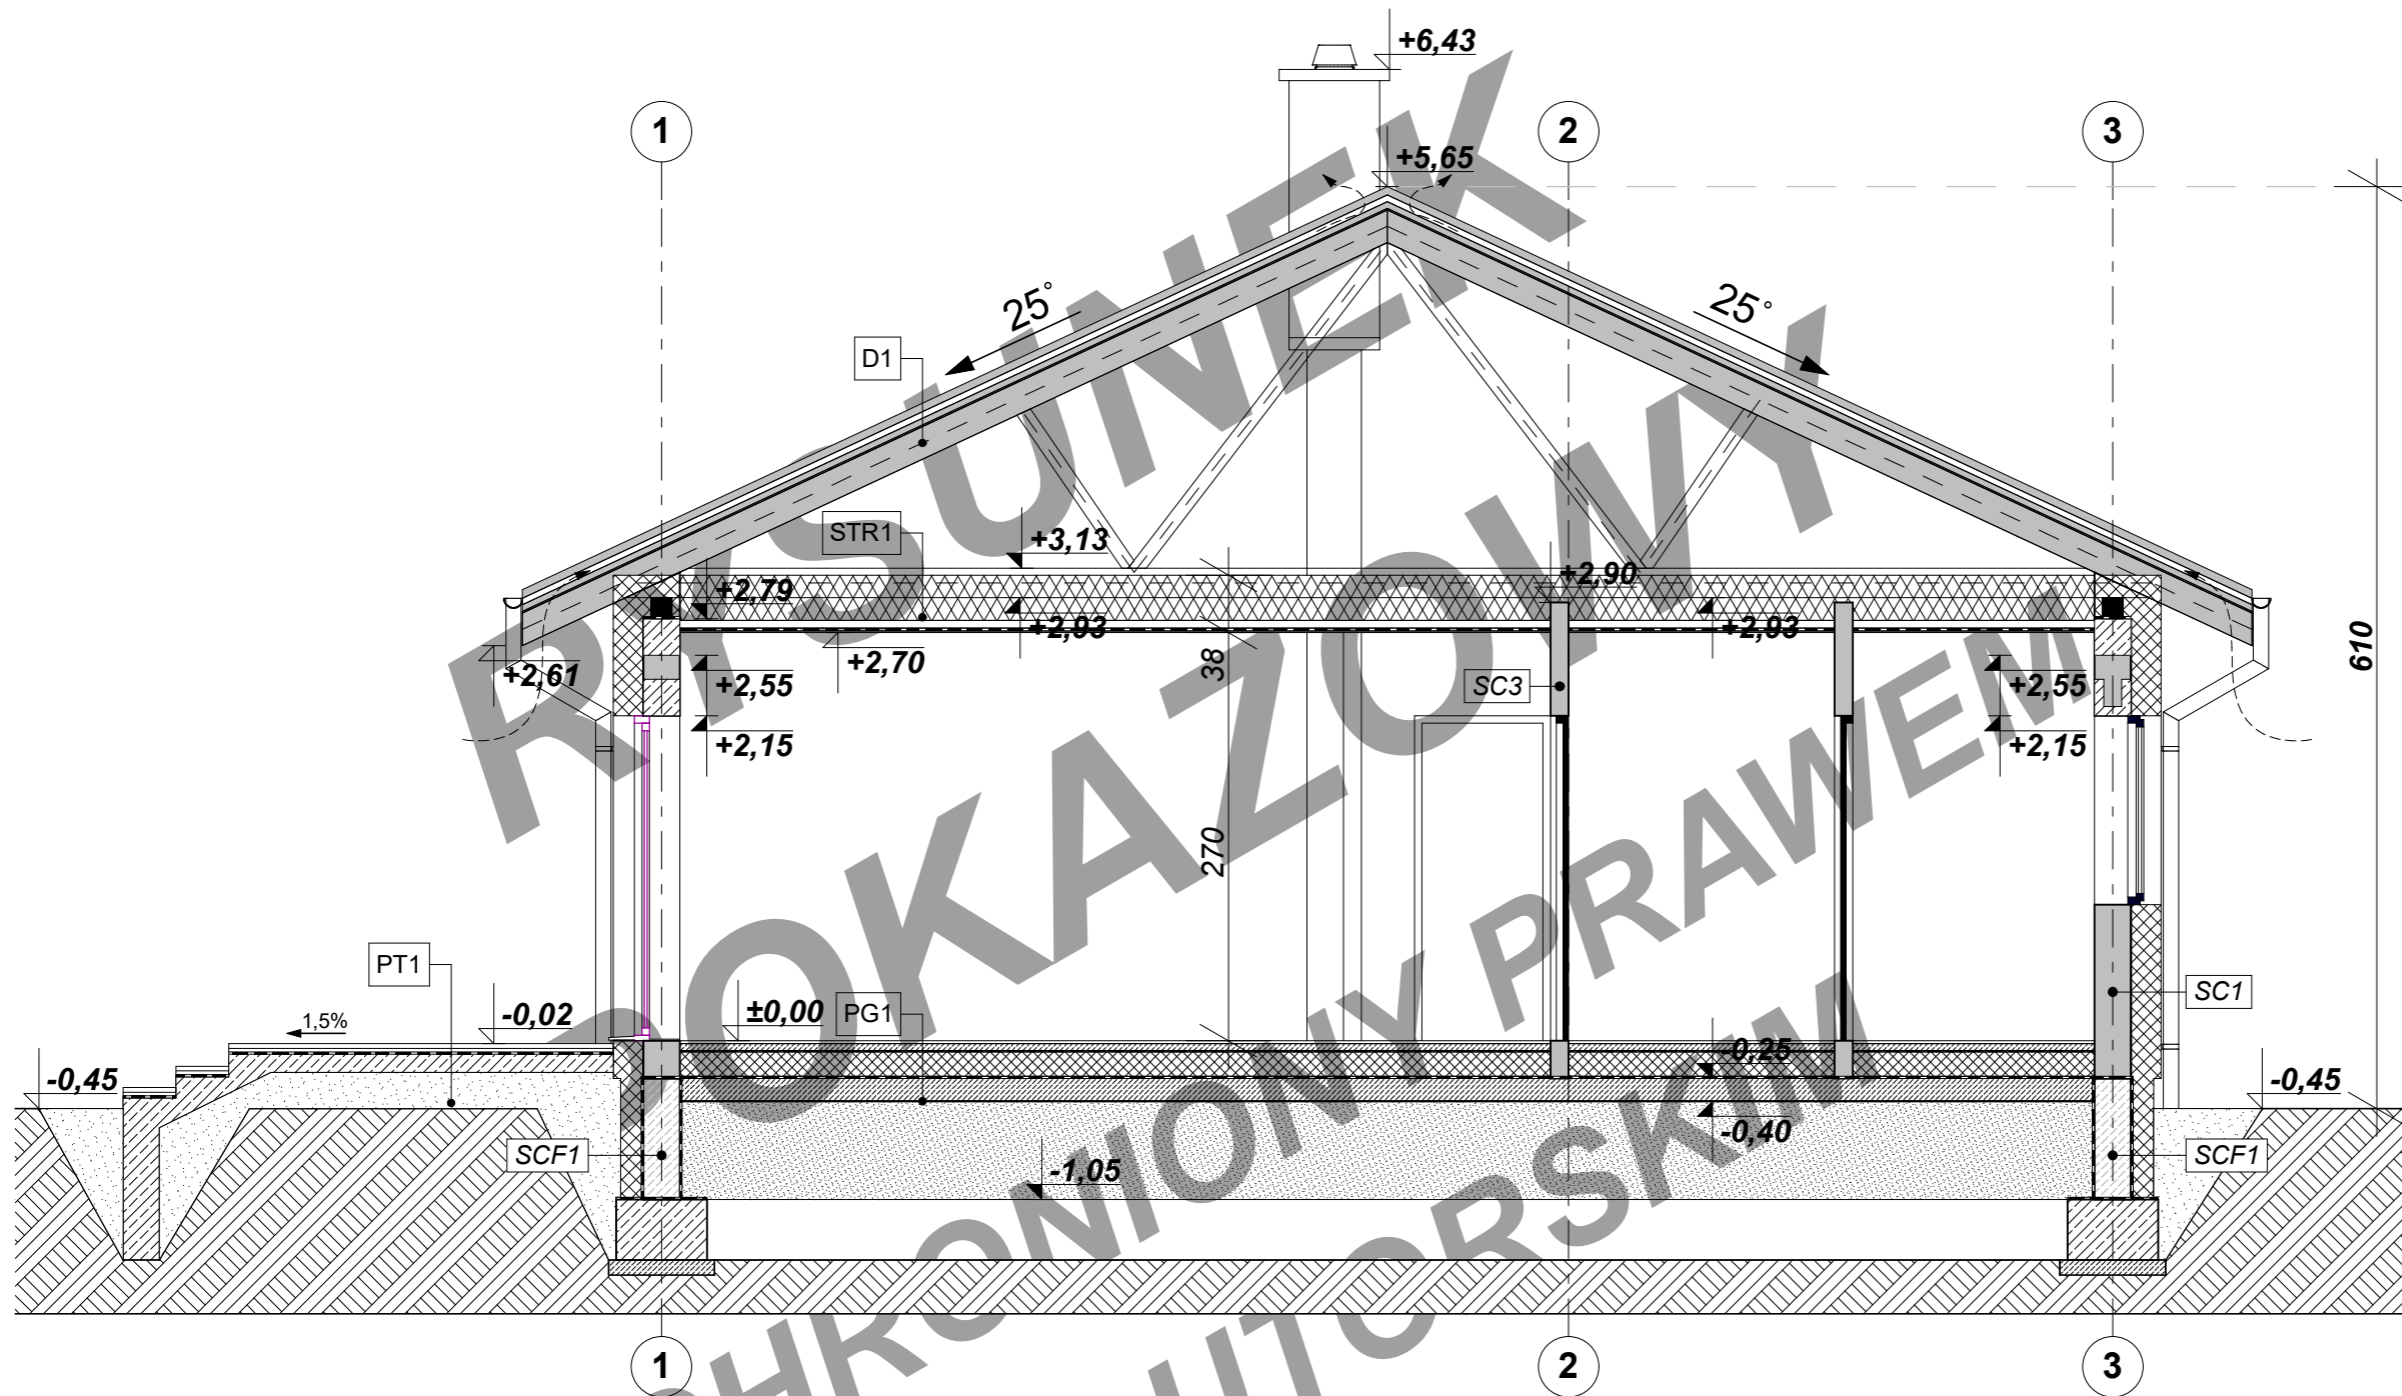 +6,43
1
2
3
+5,65
25°
25°
D1
STR1
+3,13
+2,79
+2,90
+2,93
+2,93
+2,70
+2,61
+2,55
38
SC3
+2,55
610
+2,15
+2,15
270
PT1
SC1
-0,02
±0,00
PG1
1,5%
-0,25
-0,45
-0,45
-0,40
SCF1
-1,05
SCF1
1
2
3
RYSUNEK
POKAZOWY
CHRONIONY PRAWEM
AUTORSKIM